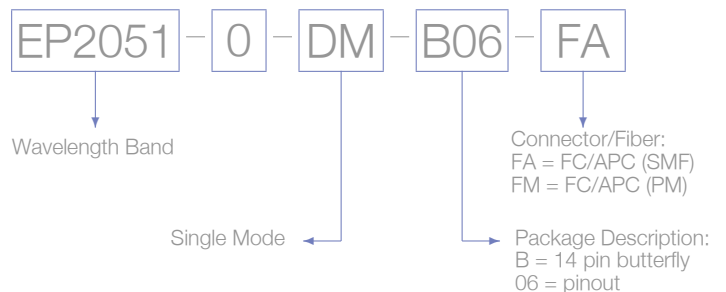 EP2051 - 0 - DM - B06 - FA
Wavelength Band
Connector/Fiber:
FA = FC/APC (SMF)
FM = FC/APC (PM)
Single Mode
Package Description:
B = 14 pin butterfly
06 = pinout